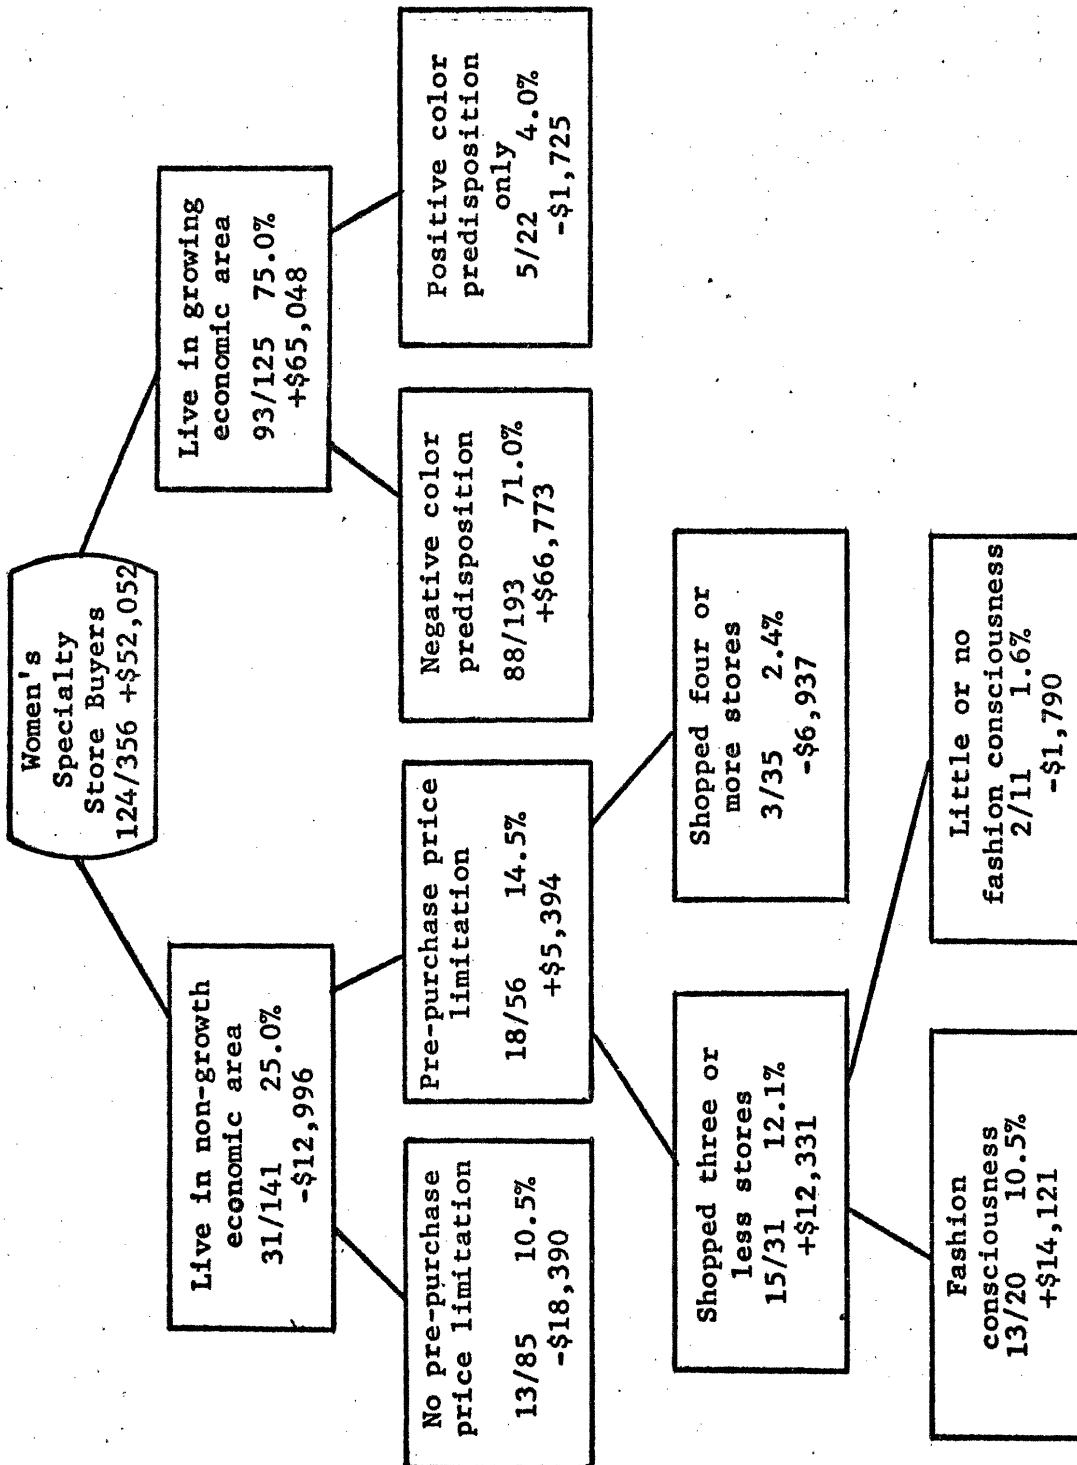 Women's
Specialty
Store Buyers
124/356 +$52,052
Live in non-growth
economic area
31/141 25.0%
-$12,996
Live in growing
economic area
93/125 75.0%
+$65,048
No pre-purchase
price limitation
13/85 10.5%
-$18,390
Pre-purchase price
limitation
18/56 14.5%
+$5,394
Negative color
predisposition
88/193 71.0%
+$66,773
Positive color
predisposition
only
5/22 4.0%
-$1,725
Shopped three or
less stores
15/31 12.1%
+$12,331
Shopped four or
more stores
3/35 2.4%
-$6,937
Fashion
consciousness
13/20 10.5%
+$14,121
Little or no
fashion consciousness
2/11 1.6%
-$1,790